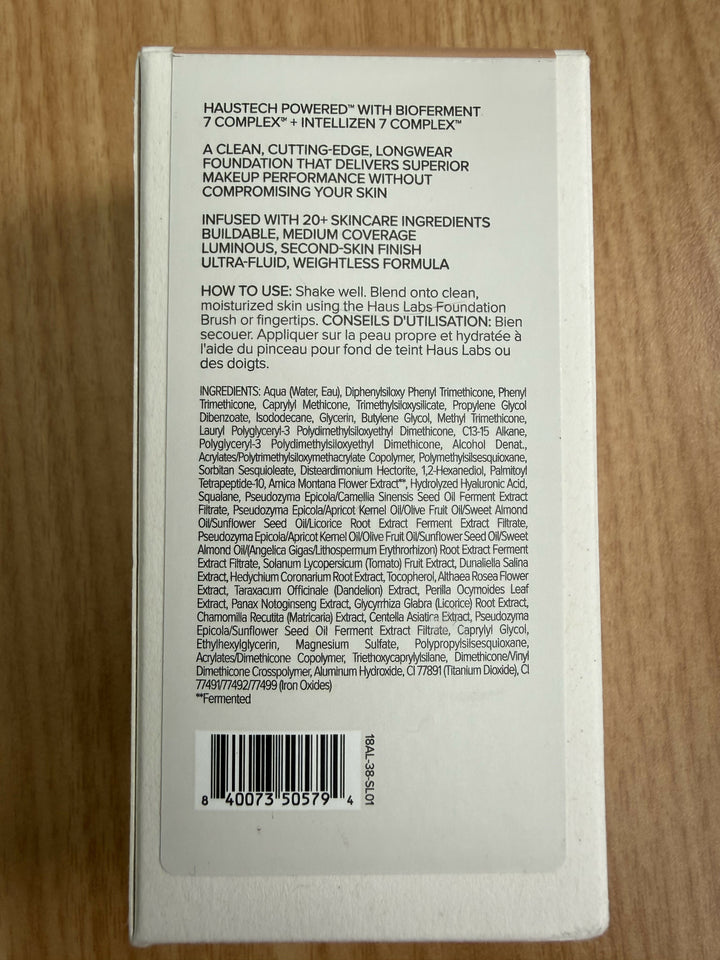 HAUSTECH POWERED™ WITH BIOFERMENT
7 COMPLEX™ + INTELLIZEN 7 COMPLEX™
A CLEAN, CUTTING-EDGE, LONGWEAR
FOUNDATION THAT DELIVERS SUPERIOR
MAKEUP PERFORMANCE WITHOUT
COMPROMISING YOUR SKIN
INFUSED WITH 20+ SKINCARE INGREDIENTS
BUILDABLE, MEDIUM COVERAGE
LUMINOUS, SECOND-SKIN FINISH
ULTRA-FLUID, WEIGHTLESS FORMULA
HOW TO USE: Shake well. Blend onto clean,
moisturized skin using the Haus Labs Foundation
Brush or fingertips. CONSEILS D'UTILISATION: Bien
secouer. Appliquer sur la peau propre et hydratée à
l'aide du pinceau pour fond de teint Haus Labs ou
des doigts.
INGREDIENTS: Aqua (Water, Eau), Diphenylsiloxy Phenyl Trimethicone, Phenyl
Trimethicone, Caprylyl Methicone, Trimethylsiloxysilicate, Propylene Glycol
Dibenzoate, Isododecane, Glycerin, Butylene Glycol, Methyl Trimethicone,
Lauryl Polyglyceryl-3 Polydimethylsiloxyethyl Dimethicone, C13-15 Alkane,
Polyglyceryl-3 Polydimethylsiloxyethyl Dimethicone, Alcohol Denat.,
Acrylates/Polytrimethylsiloxymethacrylate Copolymer, Polymethylsilsesquioxane,
Sorbitan Sesquioleate, Disteardimonium Hectorite, 1,2-Hexanediol, Palmitoyl
Tetrapeptide-10, Arnica Montana Flower Extract**, Hydrolyzed Hyaluronic Acid,
Squalane, Pseudozyma Epicola/Camellia Sinensis Seed Oil Ferment Extract
Filtrate, Pseudozyma Epicola/Apricot Kernel Oil/Olive Fruit Oil/Sweet Almond
Oil/Sunflower Seed Oil/Licorice Root Extract Ferment Extract Filtrate,
Pseudozyma Epicola/Apricot Kernel Oil/Olive Fruit Oil/Sunflower Seed Oil/Sweet
Almond Oil/(Angelica Gigas/Lithospermum Erythrorhizon) Root Extract Ferment
Extract Filtrate, Solanum Lycopersicum (Tomato) Fruit Extract, Dunaliella Salina
Extract, Hedychium Coronarium Root Extract, Tocopherol, Althaea Rosea Flower
Extract, Taraxacum Officinale (Dandelion) Extract, Perilla Ocymoides Leaf
Extract, Panax Notoginseng Extract, Glycyrrhiza Glabra (Licorice) Root Extract,
Chamomilla Recutita (Matricaria) Extract, Centella Asiatica Extract, Pseudozyma
Epicola/Sunflower Seed Oil Ferment Extract Filtrate, Caprylyl Glycol,
Ethylhexylglycerin, Magnesium Sulfate, Polypropylsilsesquioxane,
Acrylates/Dimethicone Copolymer, Triethoxycaprylylsilane, Dimethicone/Vinyl
Dimethicone Crosspolymer, Aluminum Hydroxide, CI 77891 (Titanium Dioxide), CI
77491/77492/77499 (Iron Oxides)
**Fermented
8 40073 50579 4
18AL-38-SL01